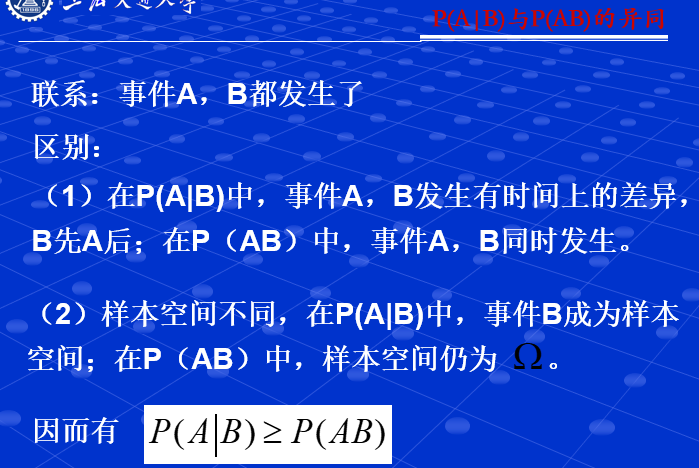 上海交通大学
P(A|B)与P(AB)的异同
联系：事件A，B都发生了
区别：
（1）在P(A|B)中，事件A，B发生有时间上的差异，
B先A后；在P（AB）中，事件A，B同时发生。
（2）样本空间不同，在P(A|B)中，事件B成为样本
空间；在P（AB）中，样本空间仍为 Ω。
因而有 P(A|B) ≥ P(AB)